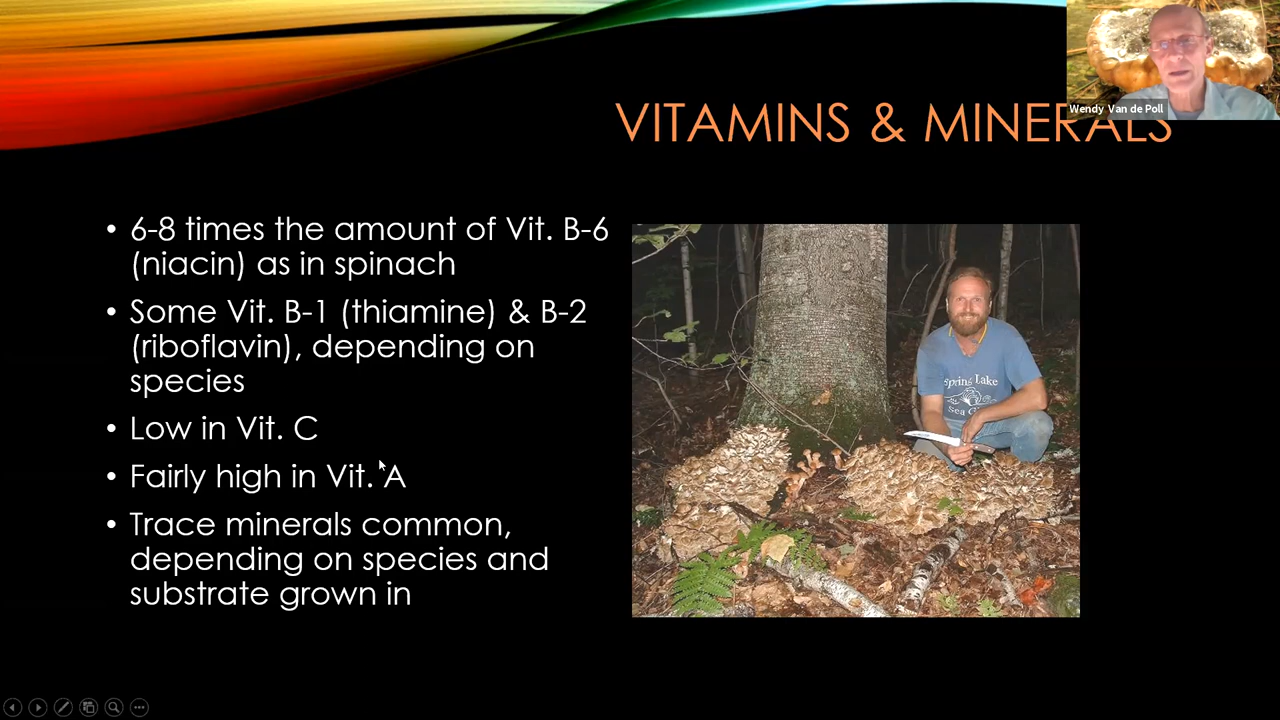 Wendy Van de Poll
VITAMINS & MINERALS
• 6-8 times the amount of Vit. B-6
(niacin) as in spinach
• Some Vit. B-1 (thiamine) & B-2
(riboflavin), depending on
species
• Low in Vit. C
• Fairly high in Vit. A
• Trace minerals common,
depending on species and
substrate grown in
Spring Lake
Sea